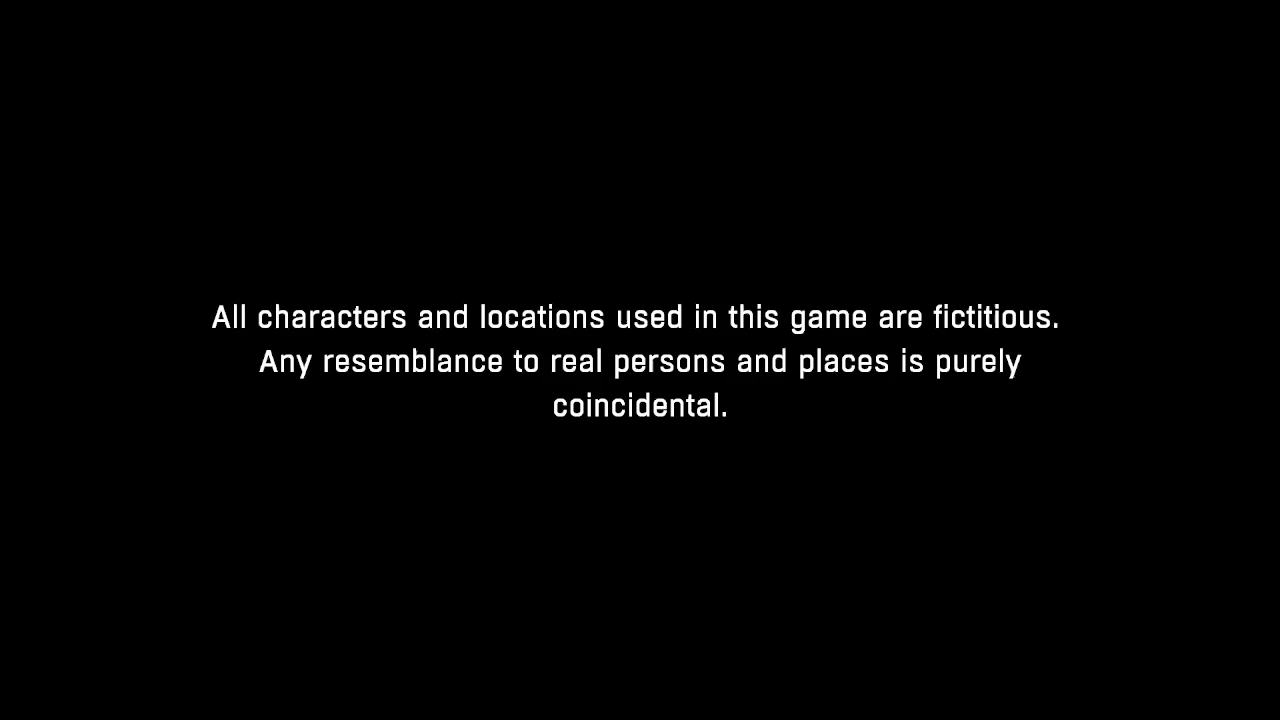 All characters and locations used in this game are fictitious.
Any resemblance to real persons and places is purely
coincidental.